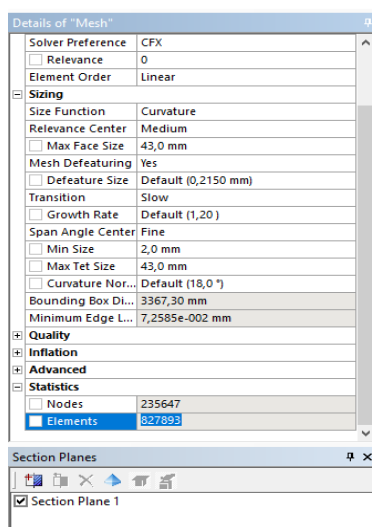 Details of "Mesh"
Solver Preference CFX
Relevance 0
Element Order Linear
Sizing
Size Function Curvature
Relevance Center Medium
Max Face Size 43,0 mm
Mesh Defeaturing Yes
Defeature Size Default (0,2150 mm)
Transition Slow
Growth Rate Default (1,20 )
Span Angle Center Fine
Min Size 2,0 mm
Max Tet Size 43,0 mm
Curvature Nor... Default (18,0 °)
Bounding Box Di... 3367,30 mm
Minimum Edge L... 7,2585e-002 mm
Quality
Inflation
Advanced
Statistics
Nodes 235647
Elements 827893
Section Planes
Section Plane 1